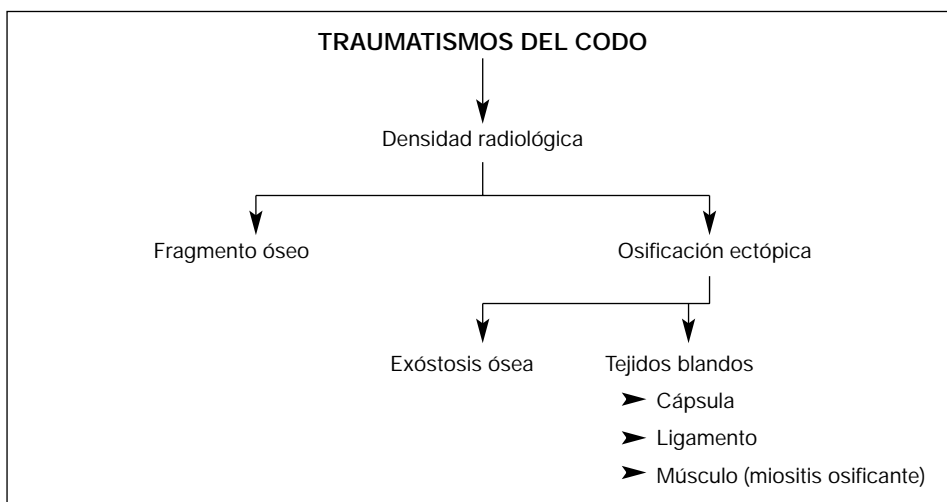 TRAUMATISMOS DEL CODO
Densidad radiológica
Fragmento óseo
Osificación ectópica
Exóstosis ósea
Tejidos blandos
Cápsula
Ligamento
Músculo (miositis osificante)